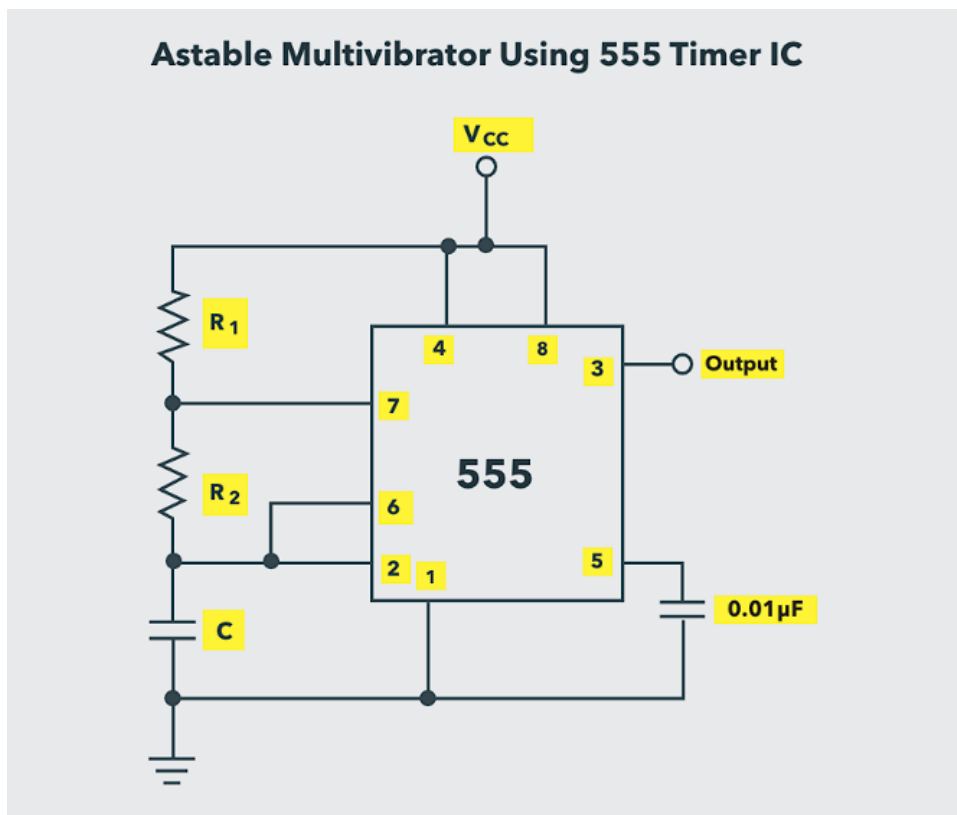 Astable Multivibrator Using 555 Timer IC
VCC
R1
4
8
3
Output
7
555
R2
6
2
1
5
0.01µF
C